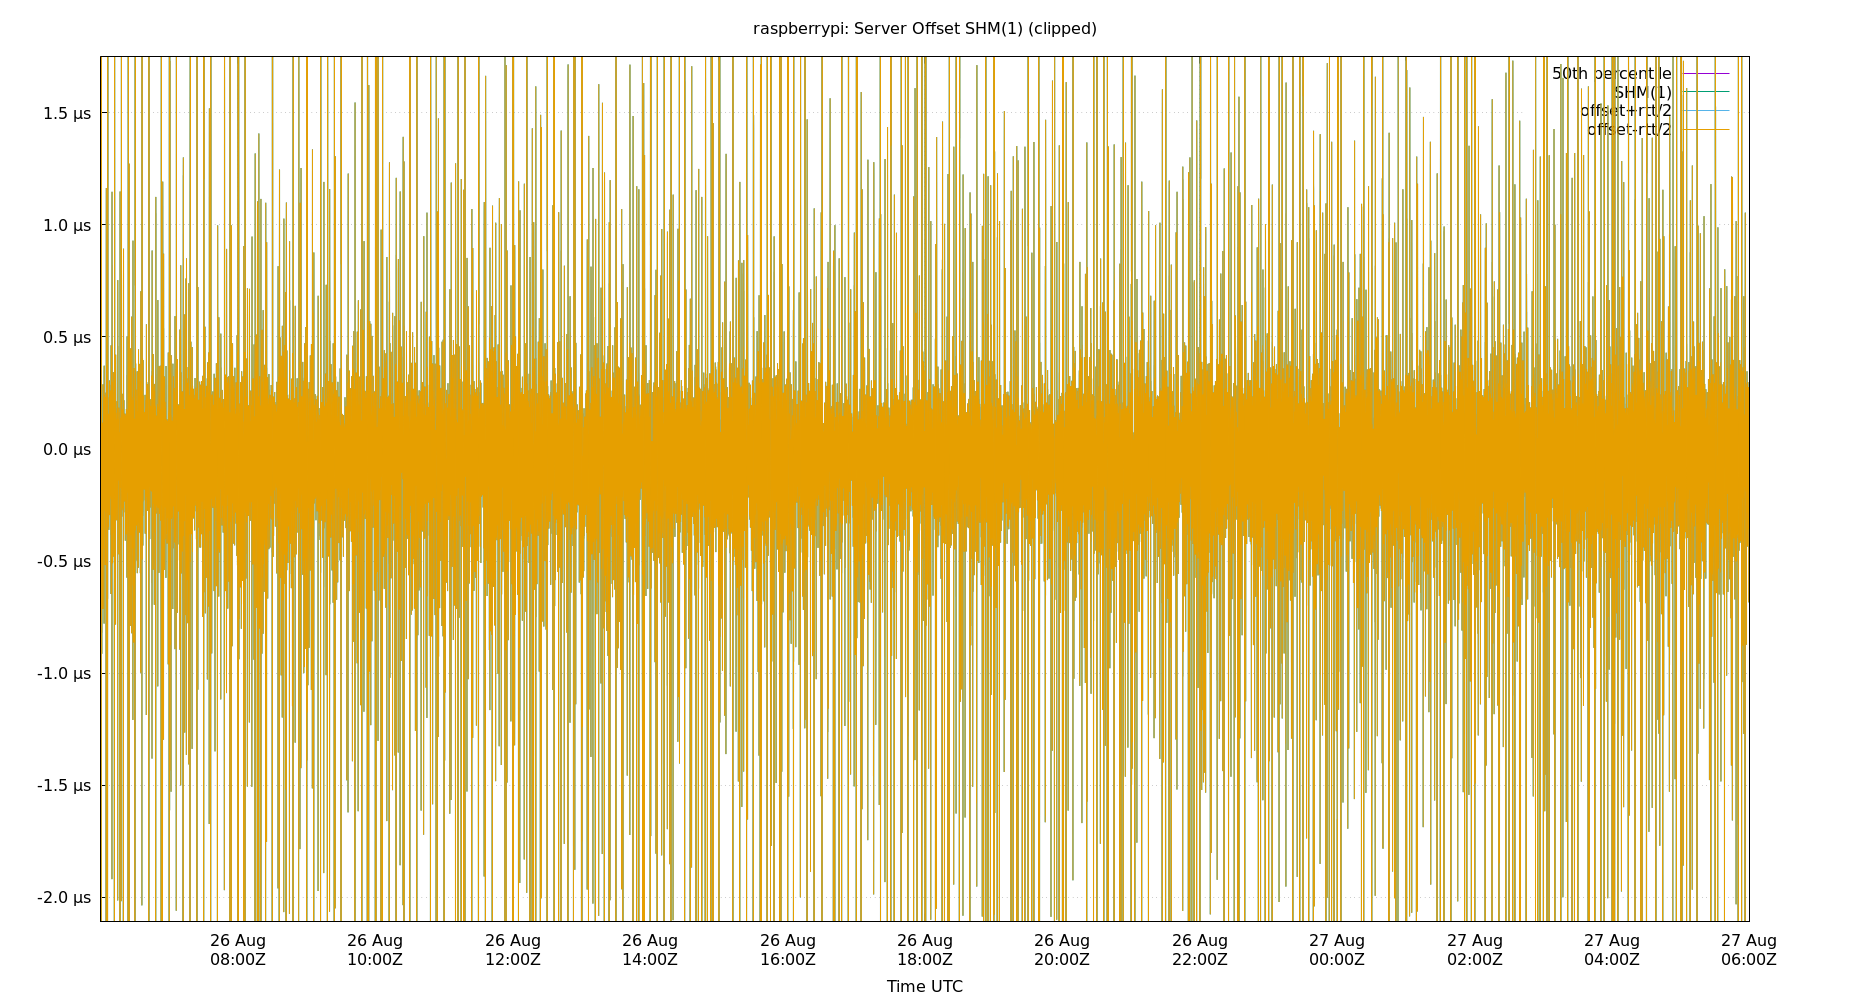 raspberrypi: Server Offset SHM(1) (clipped)
50th percentile
SHM(1)
offset+rtt/2
offset-rtt/2
1.5 µs
1.0 µs
0.5 µs
0.0 µs
-0.5 µs
-1.0 µs
-1.5 µs
-2.0 µs
26 Aug 26 Aug 26 Aug 26 Aug 26 Aug 26 Aug 26 Aug 26 Aug 27 Aug 27 Aug 27 Aug 27 Aug
08:00Z 10:00Z 12:00Z 14:00Z 16:00Z 18:00Z 20:00Z 22:00Z 00:00Z 02:00Z 04:00Z 06:00Z
Time UTC